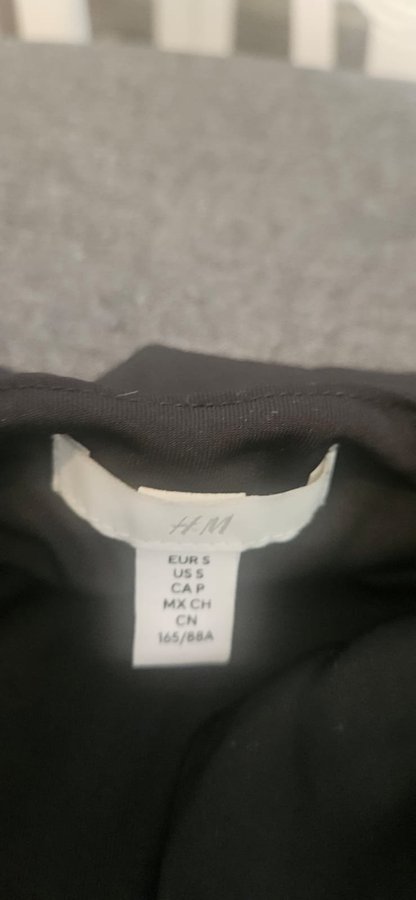 H&M
EUR S
US S
CA P
MX CH
CN
165/88A